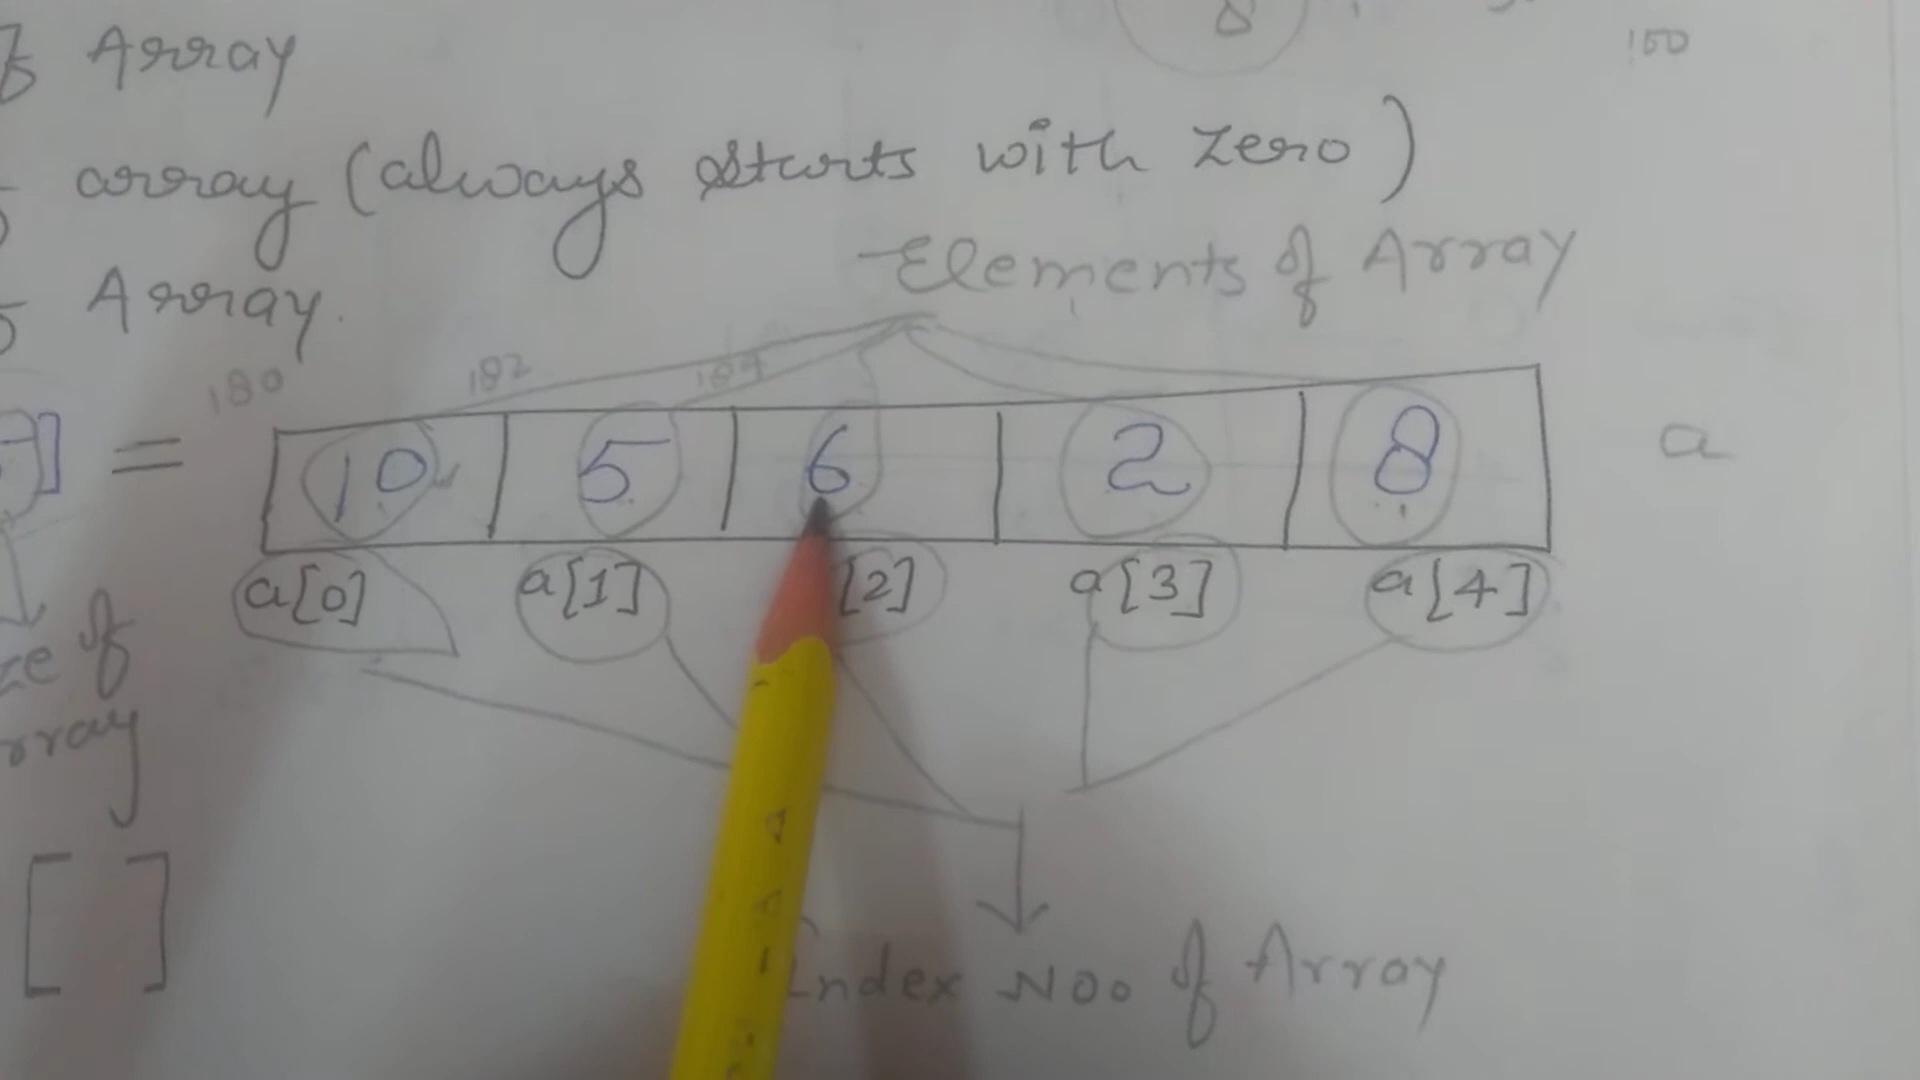 Array
150
array (always starts with zero)
Elements of Array
Array.
180 182 184
] = 10 5 6 2 8 a
a[0] a[1] [2] a[3] a[4]
of
[ ]
Index No. of Array